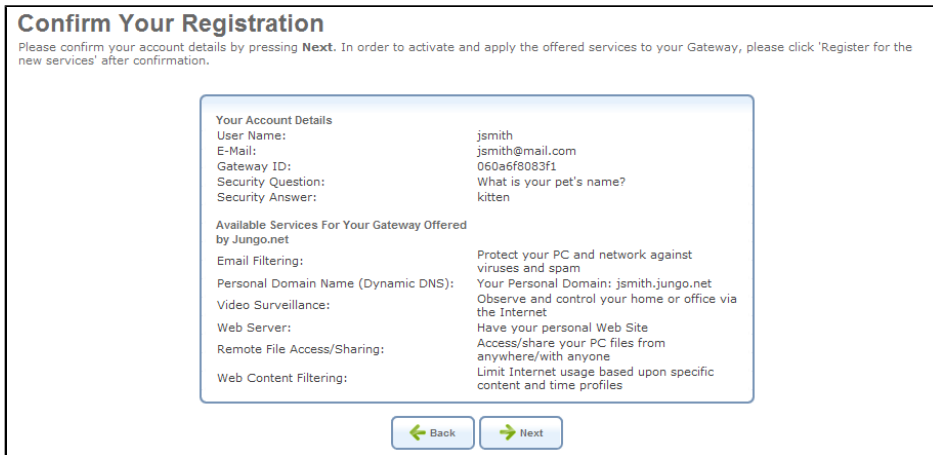 Confirm Your Registration
Please confirm your account details by pressing Next. In order to activate and apply the offered services to your Gateway, please click 'Register for the
new services' after confirmation.
Your Account Details
User Name: jsmith
E-Mail: jsmith@mail.com
Gateway ID: 060a6f8083f1
Security Question: What is your pet's name?
Security Answer: kitten
Available Services For Your Gateway Offered
by Jungo.net
Email Filtering: Protect your PC and network against
viruses and spam
Personal Domain Name (Dynamic DNS): Your Personal Domain: jsmith.jungo.net
Video Surveillance: Observe and control your home or office via
the Internet
Web Server: Have your personal Web Site
Remote File Access/Sharing: Access/share your PC files from
anywhere/with anyone
Web Content Filtering: Limit Internet usage based upon specific
content and time profiles
Back Next